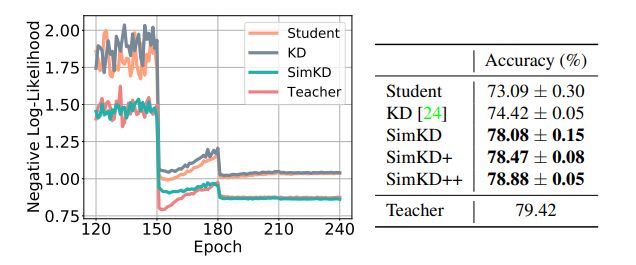 Negative Log-Likelihood
2.00
1.75
1.50
1.25
1.00
0.75
120
150
180
210
240
Epoch
Student
KD
SimKD
Teacher
Accuracy (%)
Student 73.09 ± 0.30
KD [24] 74.42 ± 0.05
SimKD 78.08 ± 0.15
SimKD+ 78.47 ± 0.08
SimKD++ 78.88 ± 0.05
Teacher 79.42